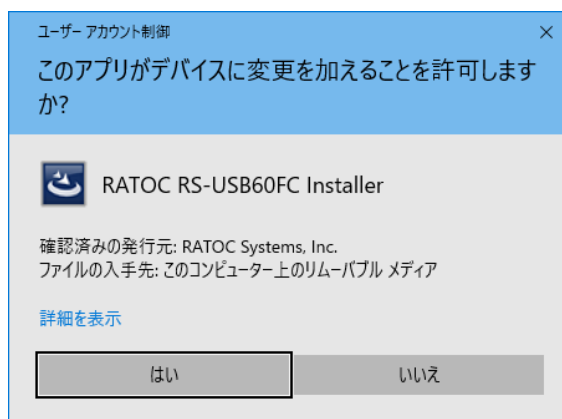 ユーザー アカウント制御
このアプリがデバイスに変更を加えることを許可します
か?
RATOC RS-USB60FC Installer
確認済みの発行元: RATOC Systems, Inc.
ファイルの入手先: このコンピューター上のリムーバブル メディア
詳細を表示
はい
いいえ